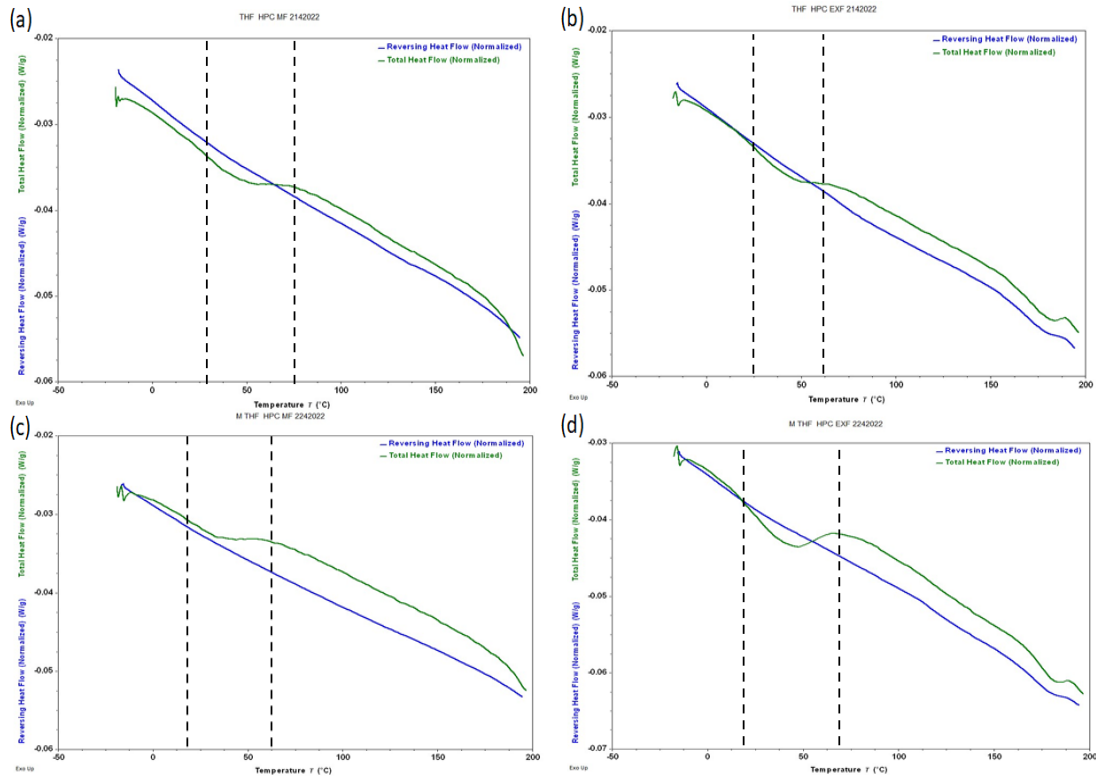 (a)
THF HPC MF 2142022
Reversing Heat Flow (Normalized)
Total Heat Flow (Normalized)
Total Heat Flow (Normalized) (W/g)
Reversing Heat Flow (Normalized) (W/g)
-0.02
-0.03
-0.04
-0.05
-0.06
-50
0
50
100
150
200
Exo Up
Temperature T (°C)
(b)
THF HPC EXF 2142022
Reversing Heat Flow (Normalized)
Total Heat Flow (Normalized)
Total Heat Flow (Normalized) (W/g)
Reversing Heat Flow (Normalized) (W/g)
-0.02
-0.03
-0.04
-0.05
-0.06
-50
0
50
100
150
200
Exo Up
Temperature T (°C)
(c)
M THF HPC MF 2242022
Reversing Heat Flow (Normalized)
Total Heat Flow (Normalized)
Total Heat Flow (Normalized) (W/g)
Reversing Heat Flow (Normalized) (W/g)
-0.02
-0.03
-0.04
-0.05
-0.06
-50
0
50
100
150
200
Exo Up
Temperature T (°C)
(d)
M THF HPC EXF 2242022
Reversing Heat Flow (Normalized)
Total Heat Flow (Normalized)
Total Heat Flow (Normalized) (W/g)
Reversing Heat Flow (Normalized) (W/g)
-0.03
-0.04
-0.05
-0.06
-0.07
-50
0
50
100
150
200
Exo Up
Temperature T (°C)